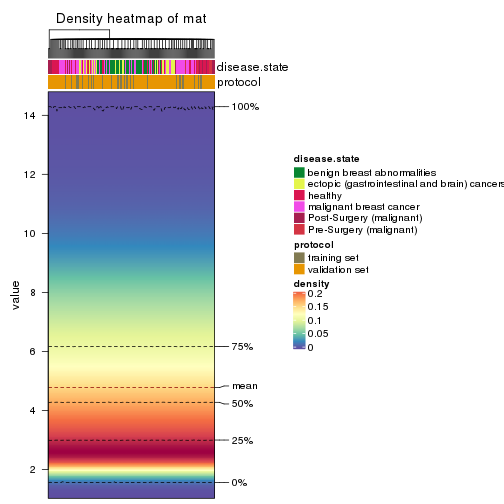 Density heatmap of mat
disease.state
protocol
14
12
10
8
6
4
2
value
100%
75%
mean
50%
25%
0%
disease.state
benign breast abnormalities
ectopic (gastrointestinal and brain) cancers
healthy
malignant breast cancer
Post-Surgery (malignant)
Pre-Surgery (malignant)
protocol
training set
validation set
density
0.2
0.15
0.1
0.05
0